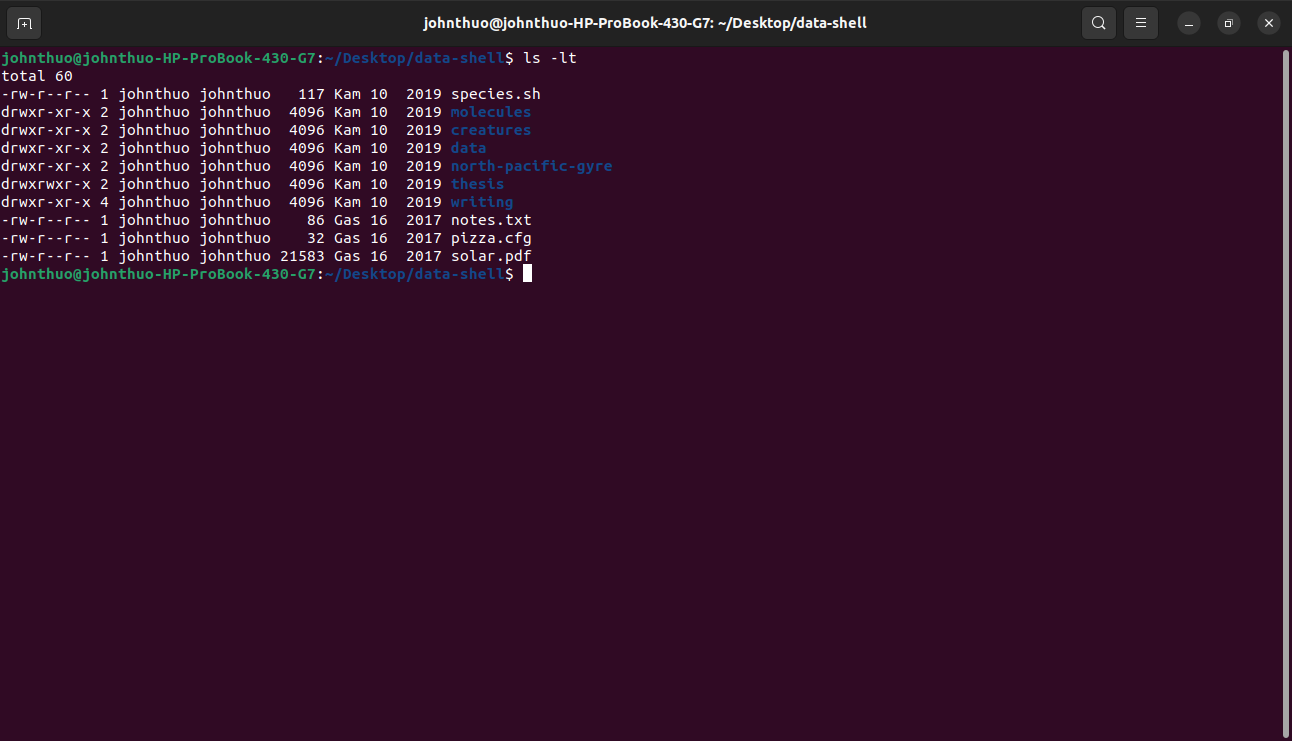 johnthuo@johnthuo-HP-ProBook-430-G7: ~/Desktop/data-shell
johnthuo@johnthuo-HP-ProBook-430-G7:~/Desktop/data-shell$ ls -lt
total 60
-rw-r--r-- 1 johnthuo johnthuo   117 Kam 10  2019 species.sh
drwxr-xr-x 2 johnthuo johnthuo  4096 Kam 10  2019 molecules
drwxr-xr-x 2 johnthuo johnthuo  4096 Kam 10  2019 creatures
drwxr-xr-x 2 johnthuo johnthuo  4096 Kam 10  2019 data
drwxr-xr-x 2 johnthuo johnthuo  4096 Kam 10  2019 north-pacific-gyre
drwxrwxr-x 2 johnthuo johnthuo  4096 Kam 10  2019 thesis
drwxr-xr-x 4 johnthuo johnthuo  4096 Kam 10  2019 writing
-rw-r--r-- 1 johnthuo johnthuo    86 Gas 16  2017 notes.txt
-rw-r--r-- 1 johnthuo johnthuo    32 Gas 16  2017 pizza.cfg
-rw-r--r-- 1 johnthuo johnthuo 21583 Gas 16  2017 solar.pdf
johnthuo@johnthuo-HP-ProBook-430-G7:~/Desktop/data-shell$